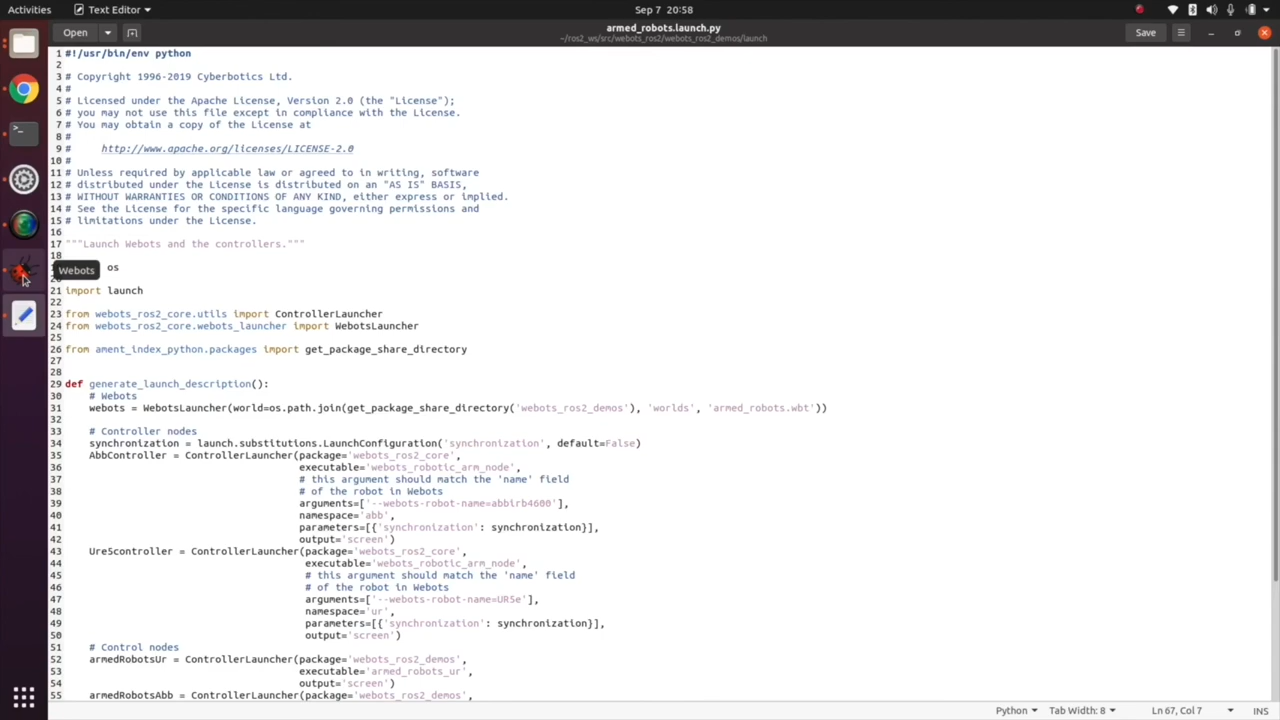 Activities Text Editor Sep 7 20:58
Open armed_robots.launch.py Save
~/ros2_ws/src/webots_ros2/webots_ros2_demos/launch
1 #!/usr/bin/env python
2
3 # Copyright 1996-2019 Cyberbotics Ltd.
4 #
5 # Licensed under the Apache License, Version 2.0 (the "License");
6 # you may not use this file except in compliance with the License.
7 # You may obtain a copy of the License at
8 #
9 #     http://www.apache.org/licenses/LICENSE-2.0
10 #
11 # Unless required by applicable law or agreed to in writing, software
12 # distributed under the License is distributed on an "AS IS" BASIS,
13 # WITHOUT WARRANTIES OR CONDITIONS OF ANY KIND, either express or implied.
14 # See the License for the specific language governing permissions and
15 # limitations under the License.
16
17 """Launch Webots and the controllers."""
18
os
Webots
21 import launch
22
23 from webots_ros2_core.utils import ControllerLauncher
24 from webots_ros2_core.webots_launcher import WebotsLauncher
25
26 from ament_index_python.packages import get_package_share_directory
27
28
29 def generate_launch_description():
30     # Webots
31     webots = WebotsLauncher(world=os.path.join(get_package_share_directory('webots_ros2_demos'), 'worlds', 'armed_robots.wbt'))
32
33     # Controller nodes
34     synchronization = launch.substitutions.LaunchConfiguration('synchronization', default=False)
35     AbbController = ControllerLauncher(package='webots_ros2_core',
36                                        executable='webots_robotic_arm_node',
37                                        # this argument should match the 'name' field
38                                        # of the robot in Webots
39                                        arguments=['--webots-robot-name=abbirb4600'],
40                                        namespace='abb',
41                                        parameters=[{'synchronization': synchronization}],
42                                        output='screen')
43     Ure5controller = ControllerLauncher(package='webots_ros2_core',
44                                         executable='webots_robotic_arm_node',
45                                         # this argument should match the 'name' field
46                                         # of the robot in Webots
47                                         arguments=['--webots-robot-name=UR5e'],
48                                         namespace='ur',
49                                         parameters=[{'synchronization': synchronization}],
50                                         output='screen')
51     # Control nodes
52     armedRobotsUr = ControllerLauncher(package='webots_ros2_demos',
53                                        executable='armed_robots_ur',
54                                        output='screen')
55     armedRobotsAbb = ControllerLauncher(package='webots_ros2_demos',
Python Tab Width: 8 Ln 67, Col 7 INS